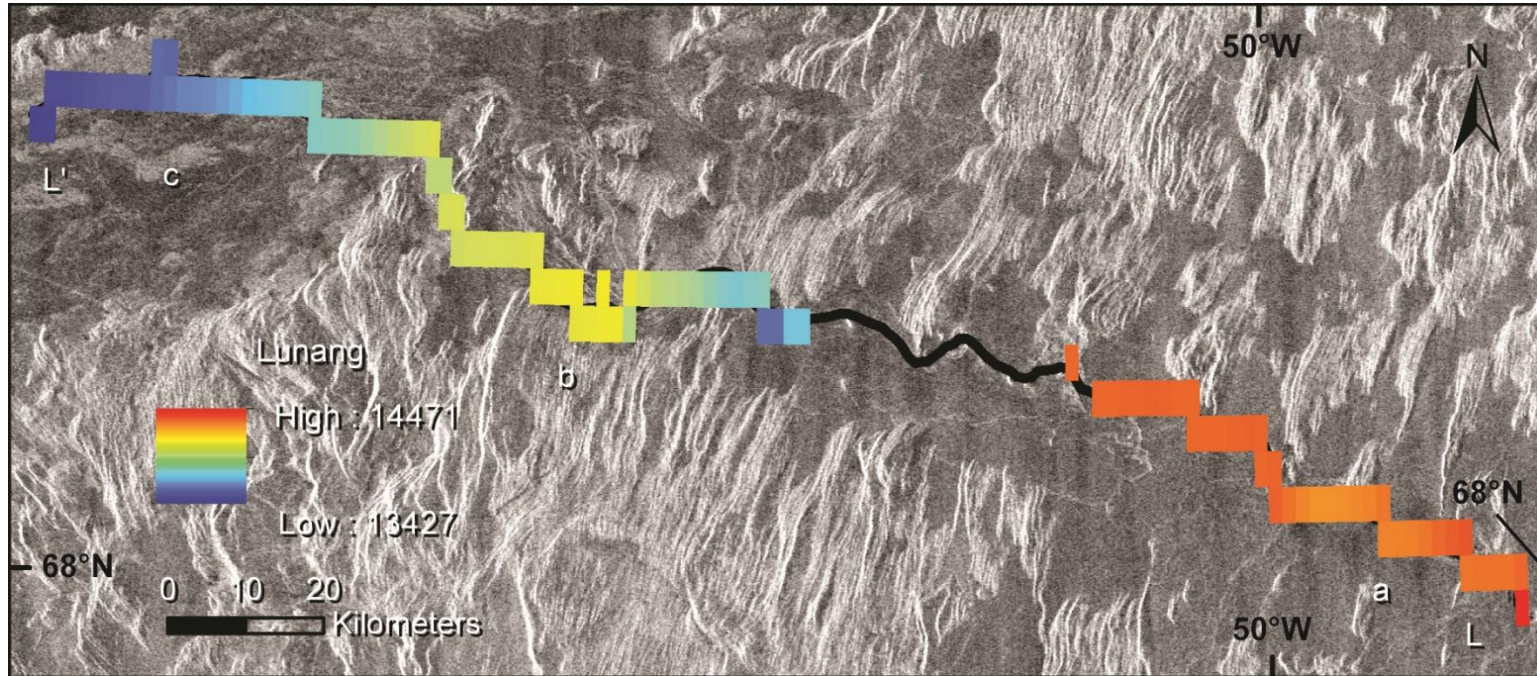 50°W
N
L'
c
Lunang
b
High : 14471
Low : 13427
68°N
68°N
0 10 20
Kilometers
a
50°W
L